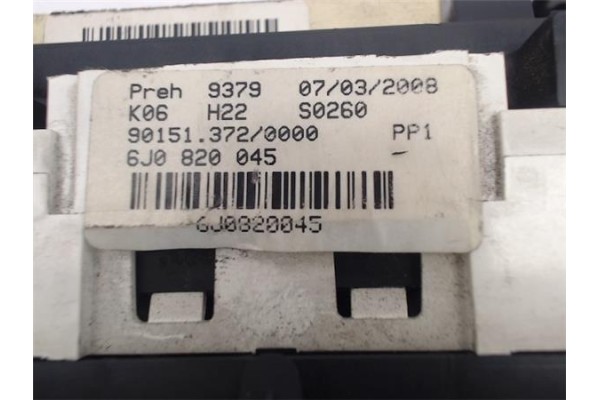 Preh 9379 07/03/2008
K06 H22 S0260
90151.372/0000 PP1
6J0 820 045
6J0820045